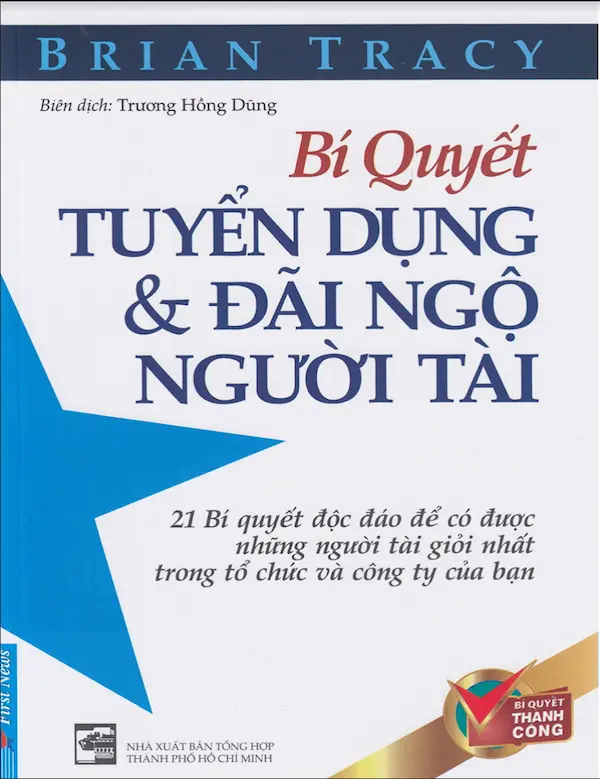 BRIAN TRACY
Biên dịch: Trương Hồng Dũng
Bí Quyết
TUYỂN DỤNG
& ĐÃI NGỘ
NGƯỜI TÀI
21 Bí quyết độc đáo để có được
những người tài giỏi nhất
trong tổ chức và công ty của bạn
First News
NHÀ XUẤT BẢN TỔNG HỢP
THÀNH PHỐ HỒ CHÍ MINH
BÍ QUYẾT
THÀNH
CÔNG